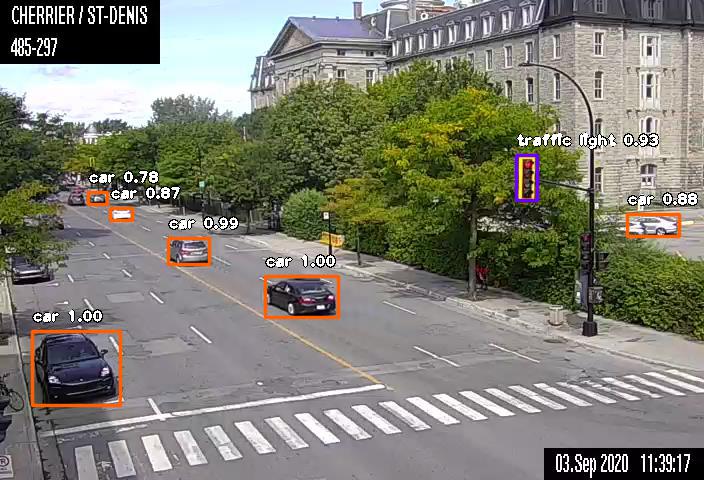 CHERRIER / ST-DENIS
485-297
traffic light 0.93
car 0.78
car 0.87
car 0.88
car 0.99
car 1.00
car 1.00
03.Sep 2020 11:39:17